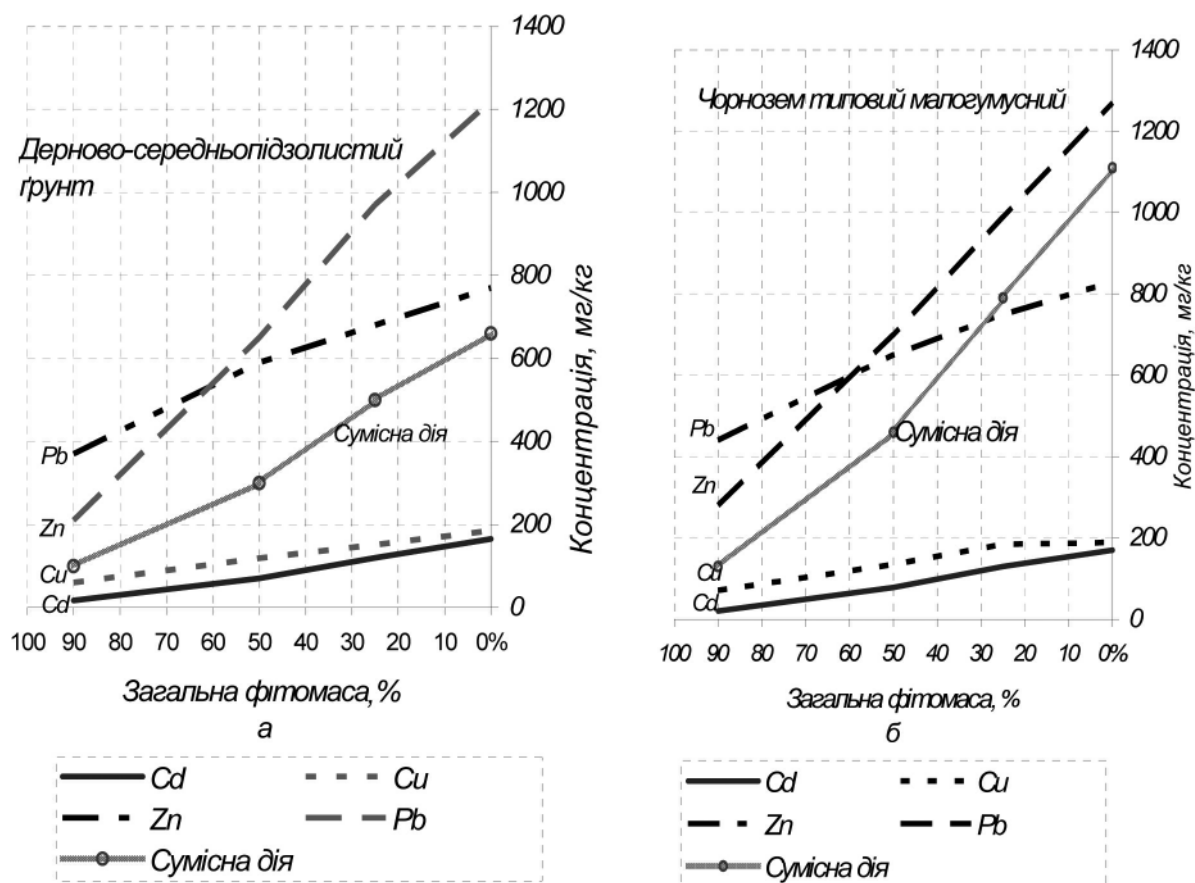 1400
1200
1000
800
600
400
200
0
Концентрація, мг/кг
Дерново-середньопідзолистий
ґрунт
Сумісна дія
Pb
Zn
Cu
Cd
100 90 80 70 60 50 40 30 20 10 0%
Загальна фітомаса, %
а
Cd Cu
Zn Pb
Сумісна дія
1400
1200
1000
800
600
400
200
0
Концентрація, мг/кг
Чорнозем типовий малогумусний
Сумісна дія
Pb
Zn
Cu
Cd
100 90 80 70 60 50 40 30 20 10 0%
Загальна фітомаса, %
б
Cd Cu
Zn Pb
Сумісна дія